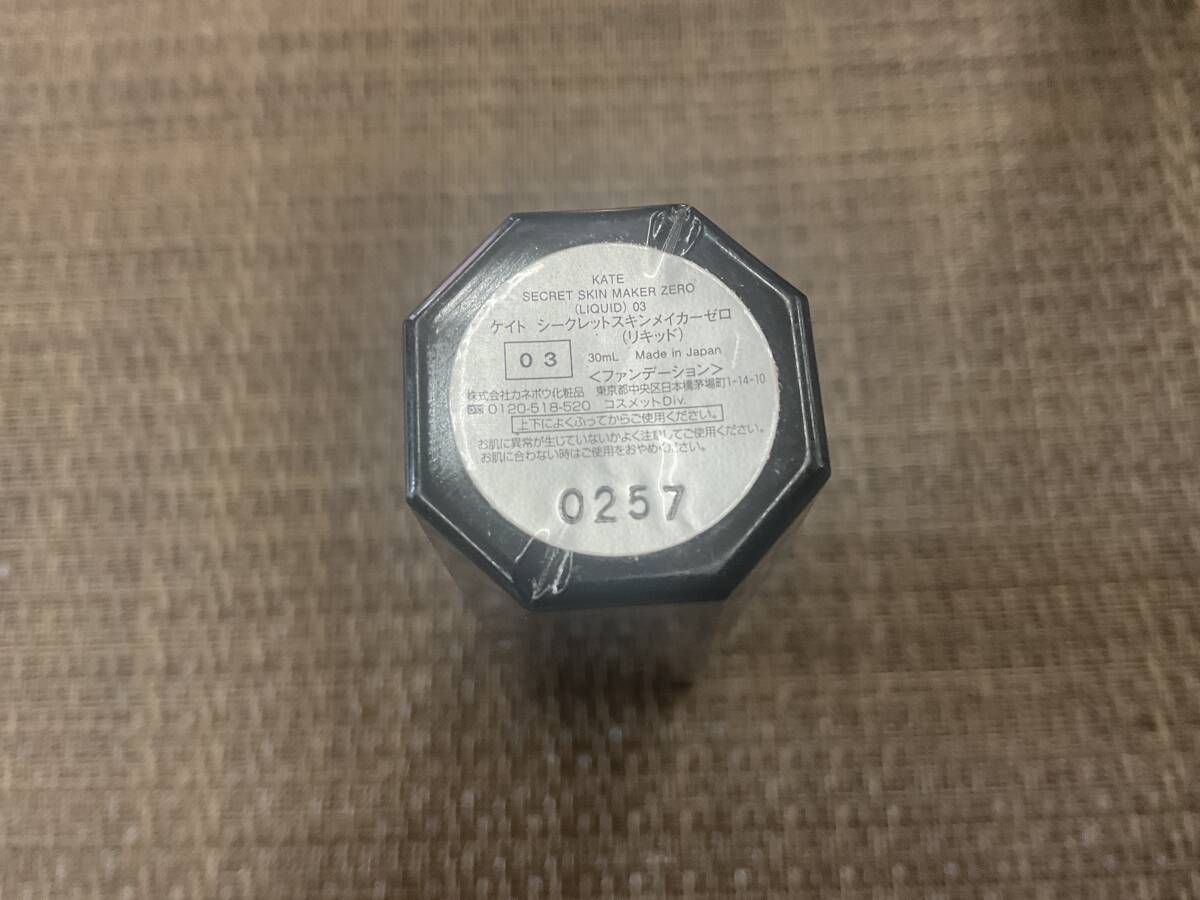 KATE
SECRET SKIN MAKER ZERO
(LIQUID) 03
ケイト シークレットスキンメイカーゼロ
(リキッド)
03 30mL Made in Japan
<ファンデーション>
株式会社カネボウ化粧品 東京都中央区日本橋茅場町1-14-10
0120-518-520 コスメットDiv.
上下によくふってからご使用ください。
お肌に異常が生じていないかよく注意してご使用ください。
お肌に合わない時はご使用をおやめください。
0257